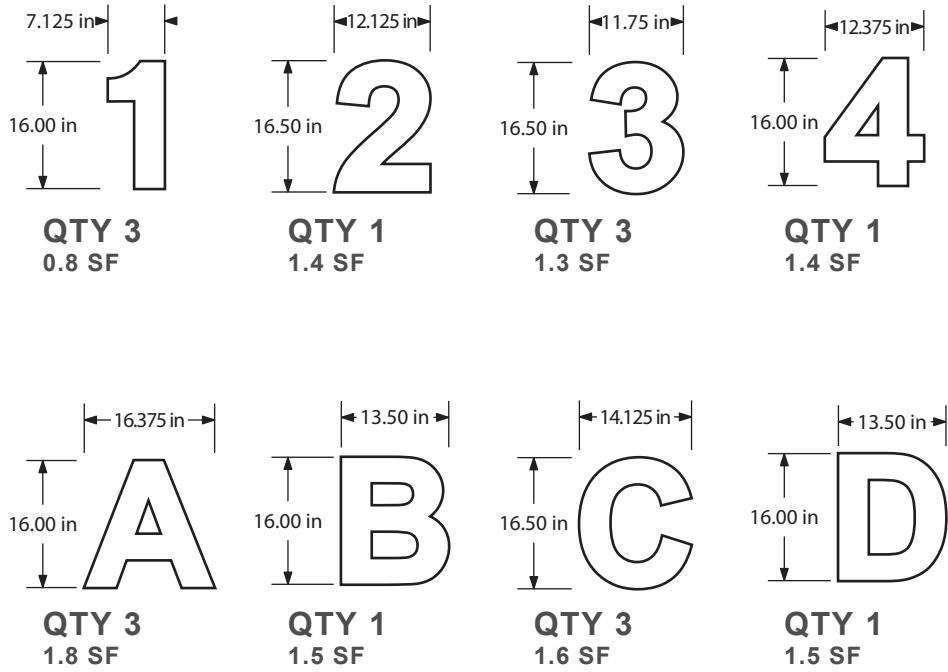 7.125 in
12.125 in
11.75 in
12.375 in
16.00 in
1
16.50 in
2
16.50 in
3
16.00 in
4
QTY 3
QTY 1
QTY 3
QTY 1
0.8 SF
1.4 SF
1.3 SF
1.4 SF
16.375 in
13.50 in
14.125 in
13.50 in
16.00 in
A
16.00 in
B
16.50 in
C
16.00 in
D
QTY 3
QTY 1
QTY 3
QTY 1
1.8 SF
1.5 SF
1.6 SF
1.5 SF